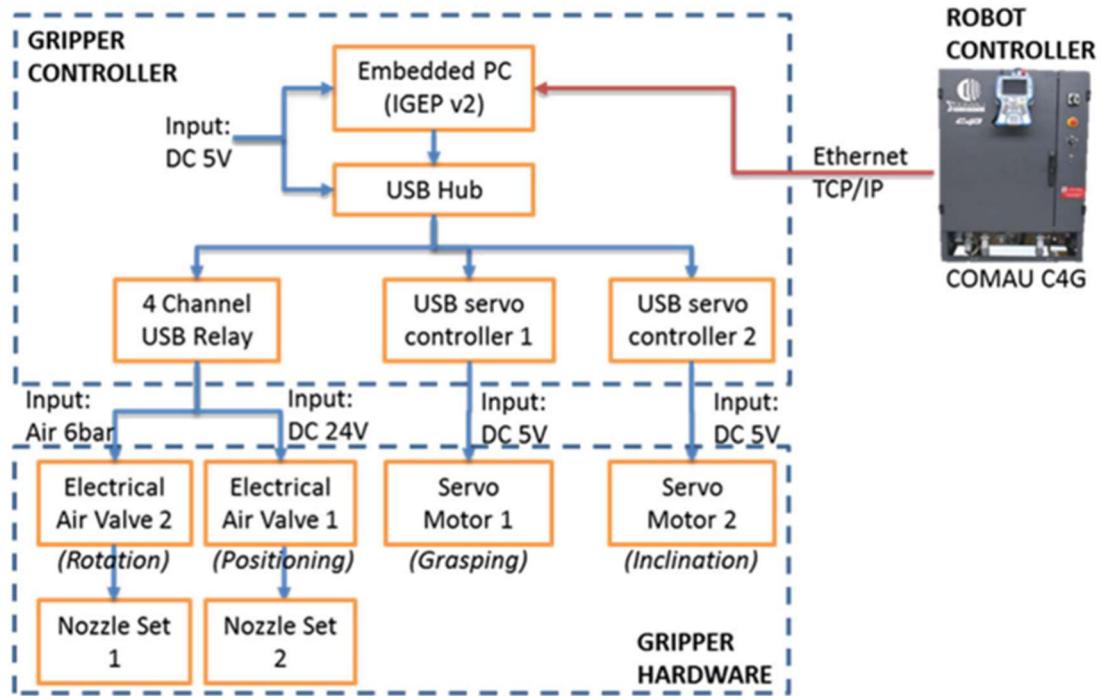 GRIPPER
CONTROLLER
Embedded PC
(IGEP v2)
Input:
DC 5V
USB Hub
4 Channel
USB Relay
USB servo
controller 1
USB servo
controller 2
ROBOT
CONTROLLER
Ethernet
TCP/IP
C4G
COMAU C4G
Input:
Air 6bar
Input:
DC 24V
Input:
DC 5V
Input:
DC 5V
Electrical
Air Valve 2
(Rotation)
Electrical
Air Valve 1
(Positioning)
Servo
Motor 1
(Grasping)
Servo
Motor 2
(Inclination)
Nozzle Set
1
Nozzle Set
2
GRIPPER
HARDWARE